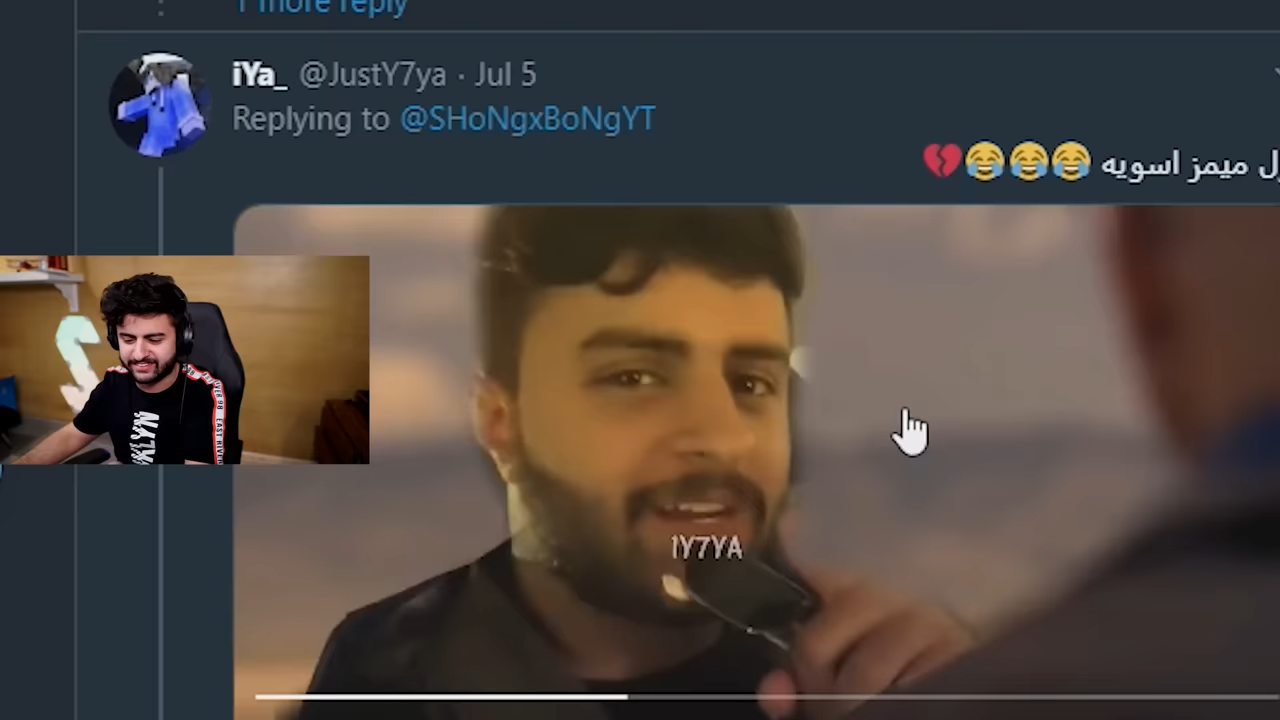 1 more reply
iYa_ @JustY7ya · Jul 5
Replying to @SHoNgxBoNgYT
ميمز اسويه 😂😂😂💔
IY7YA